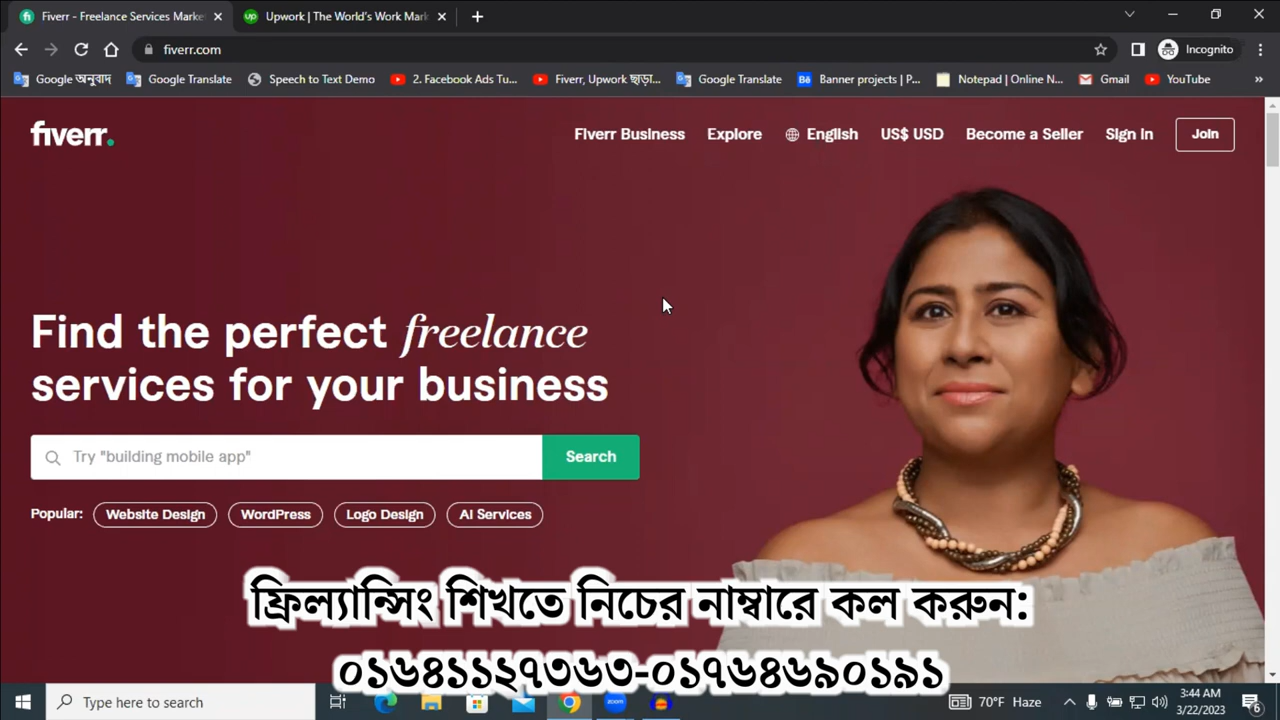 Fiverr - Freelance Services Marke
Upwork | The World's Work Mark
fiverr.com
Incognito
Google অনুবাদ
Google Translate
Speech to Text Demo
2. Facebook Ads Tu...
Fiverr, Upwork ছাড়া...
Google Translate
Banner projects | P...
Notepad | Online N...
Gmail
YouTube
fiverr.
Fiverr Business
Explore
English
US$ USD
Become a Seller
Sign in
Join
Find the perfect freelance
services for your business
Try "building mobile app"
Search
Popular:
Website Design
WordPress
Logo Design
AI Services
ফ্রিল্যান্সিং শিখতে নিচের নাম্বারে কল করুন:
০১৬৪১১২৭৩৬৩-০১৭৬৪৬৯০১৯১
Type here to search
zoom
70°F Haze
3:44 AM
3/22/2023
6